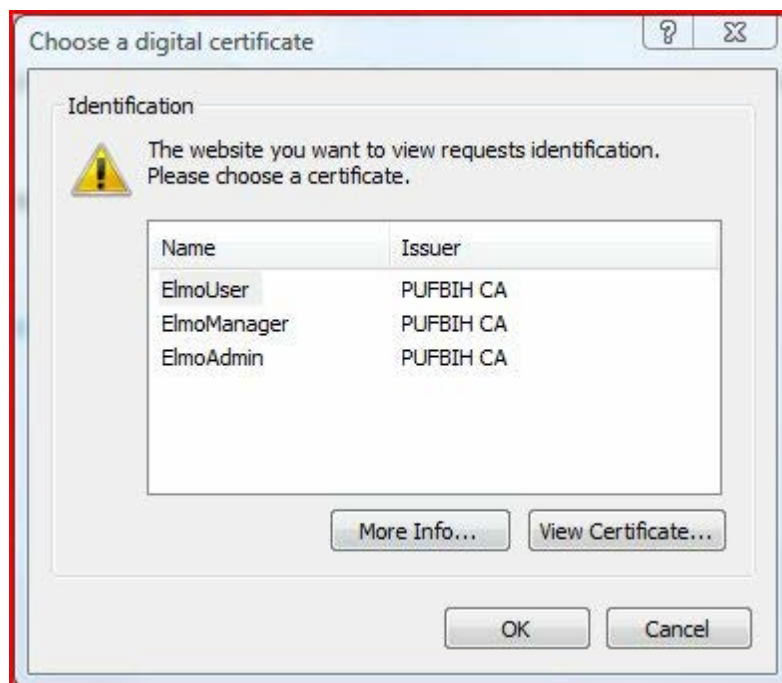 Choose a digital certificate
Identification
The website you want to view requests identification.
Please choose a certificate.
Name Issuer
ElmoUser PUFBIH CA
ElmoManager PUFBIH CA
ElmoAdmin PUFBIH CA
More Info... View Certificate...
OK Cancel